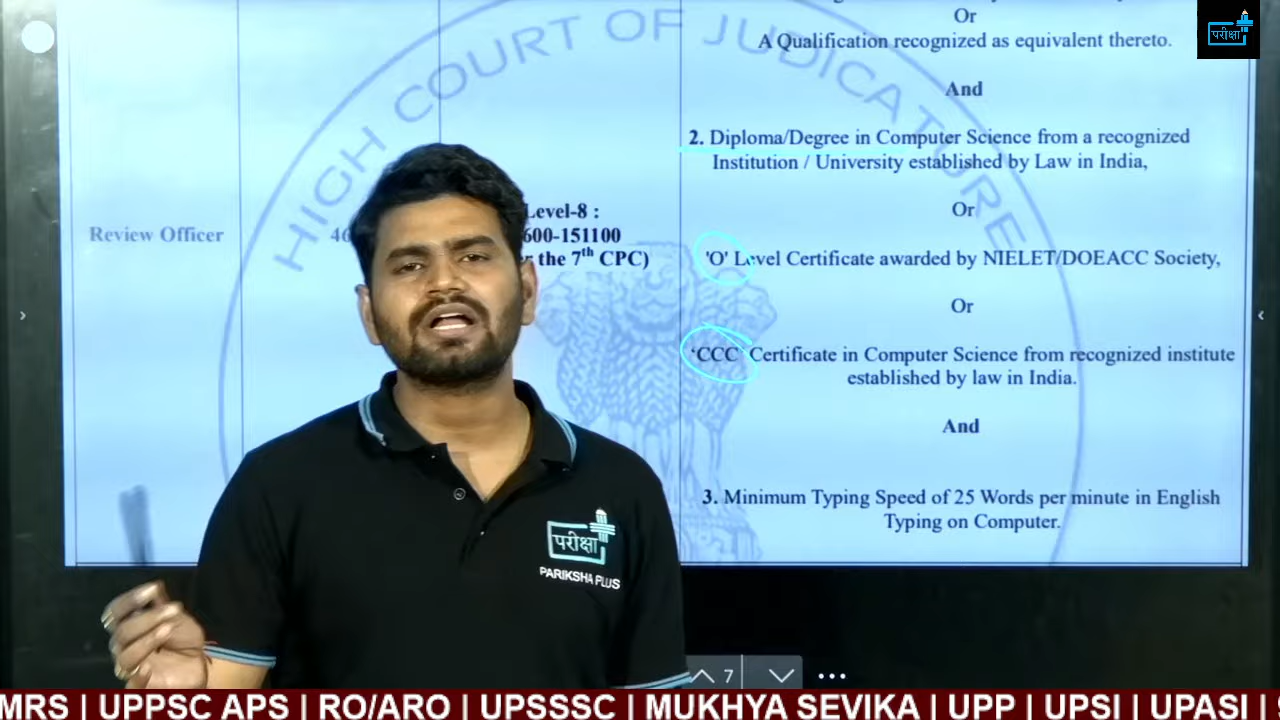 परीक्षा
Or
A Qualification recognized as equivalent thereto.
And
2. Diploma/Degree in Computer Science from a recognized
Institution / University established by Law in India,
Or
'O' Level Certificate awarded by NIELET/DOEACC Society,
Or
'CCC' Certificate in Computer Science from recognized institute
established by law in India.
And
3. Minimum Typing Speed of 25 Words per minute in English
Typing on Computer.
HIGH COURT OF JUDICATURE
Review Officer
Level-8 :
600-151100
the 7th CPC)
परीक्षा
PARIKSHA PLUS
7
MRS | UPPSC APS | RO/ARO | UPSSSC | MUKHYA SEVIKA | UPP | UPSI | UPASI |